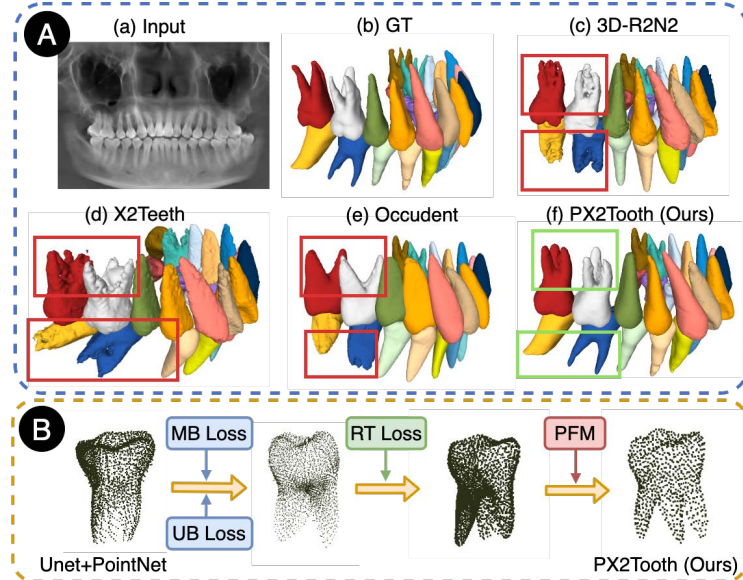 A
(a) Input
(b) GT
(c) 3D-R2N2
(d) X2Teeth
(e) Occudent
(f) PX2Tooth (Ours)
B
MB Loss
RT Loss
PFM
UB Loss
Unet+PointNet
PX2Tooth (Ours)